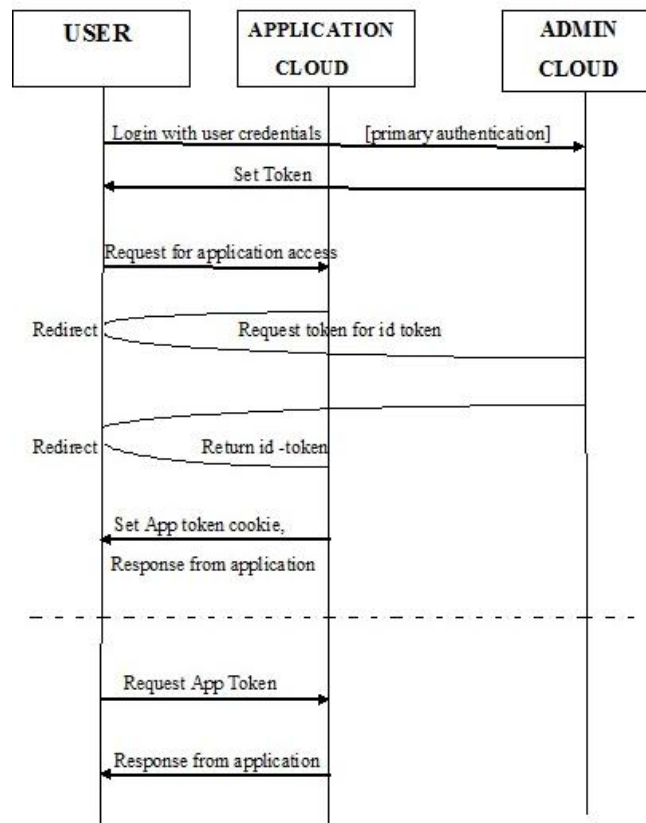 USER
APPLICATION
CLOUD
ADMIN
CLOUD
Login with user credentials
[primary authentication]
Set Token
Request for application access
Redirect
Request token for id token
Redirect
Return id -token
Set App token cookie,
Response from application
Request App Token
Response from application